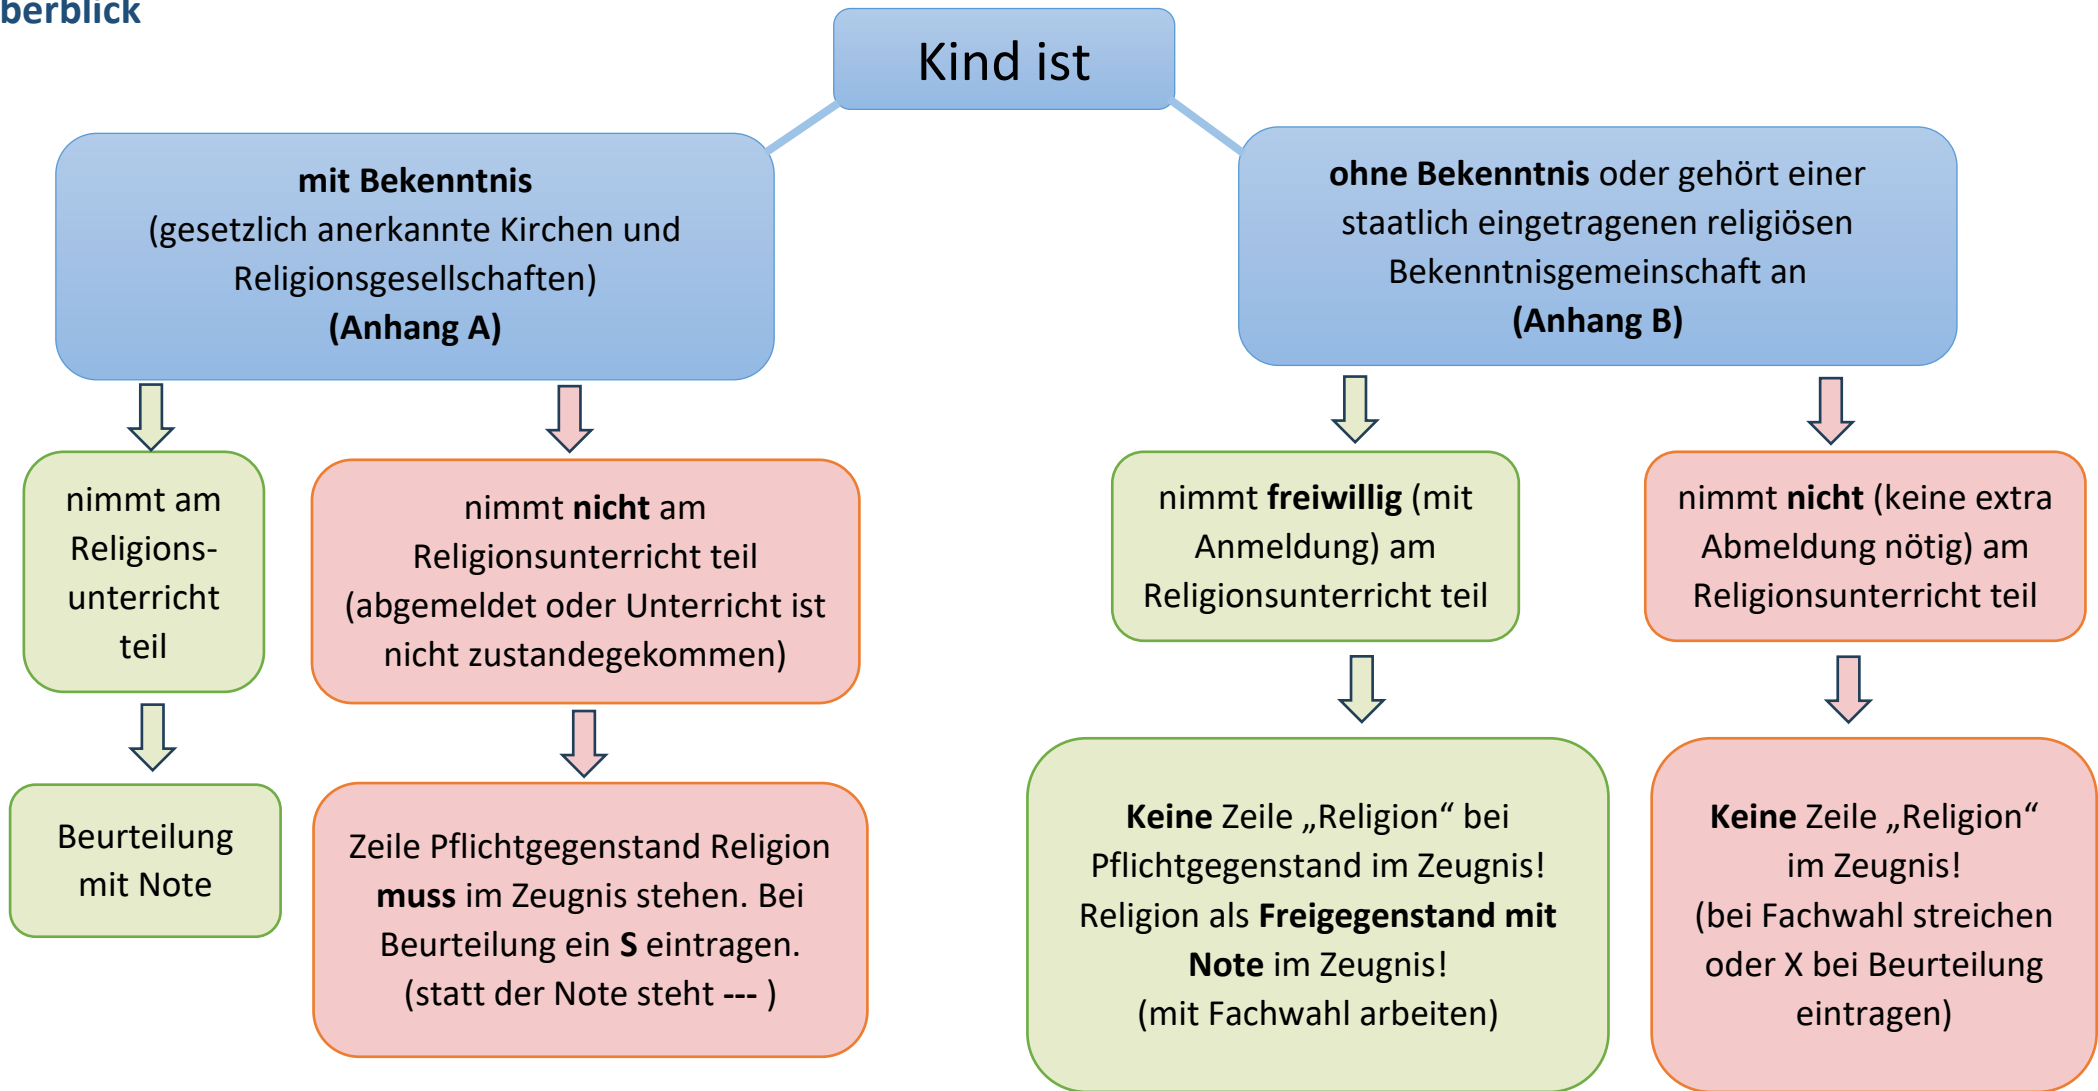 berblick
Kind ist
mit Bekenntnis
(gesetzlich anerkannte Kirchen und
Religionsgesellschaften)
(Anhang A)
ohne Bekenntnis oder gehört einer
staatlich eingetragenen religiösen
Bekenntnisgemeinschaft an
(Anhang B)
nimmt am
Religions-
unterricht
teil
nimmt nicht am
Religionsunterricht teil
(abgemeldet oder Unterricht ist
nicht zustandegekommen)
nimmt freiwillig (mit
Anmeldung) am
Religionsunterricht teil
nimmt nicht (keine extra
Abmeldung nötig) am
Religionsunterricht teil
Beurteilung
mit Note
Zeile Pflichtgegenstand Religion
muss im Zeugnis stehen. Bei
Beurteilung ein S eintragen.
(statt der Note steht --- )
Keine Zeile „Religion“ bei
Pflichtgegenstand im Zeugnis!
Religion als Freigegenstand mit
Note im Zeugnis!
(mit Fachwahl arbeiten)
Keine Zeile „Religion“
im Zeugnis!
(bei Fachwahl streichen
oder X bei Beurteilung
eintragen)